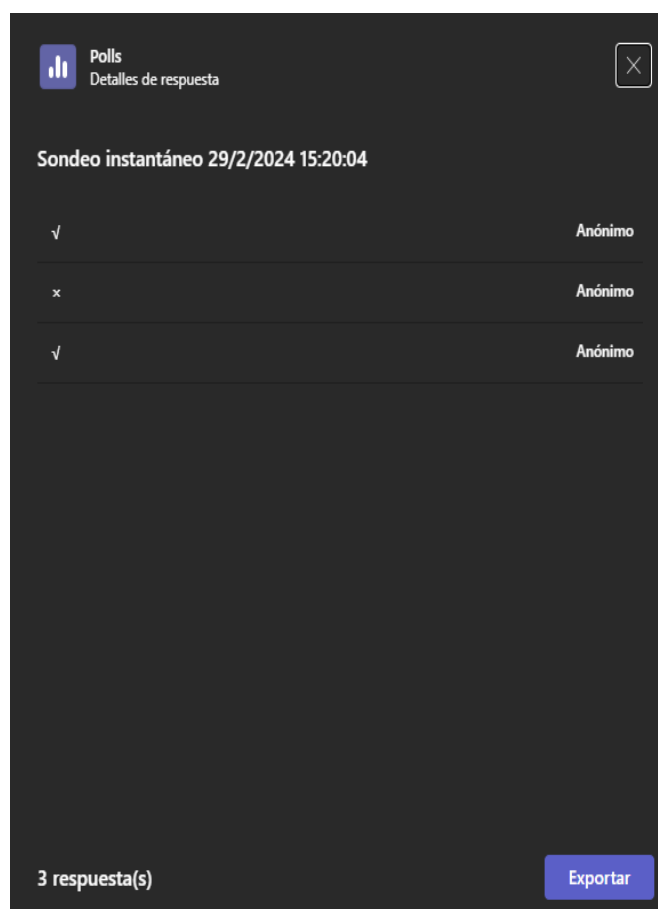 Polls
Detalles de respuesta
Sondeo instantáneo 29/2/2024 15:20:04
√ Anónimo
× Anónimo
√ Anónimo
3 respuesta(s) Exportar